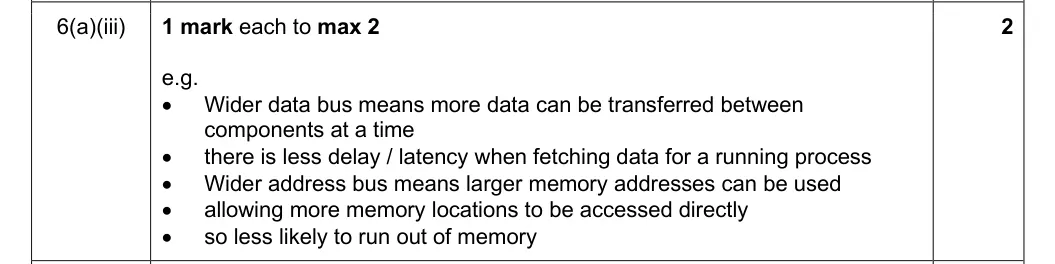 6(a)(iii) 1 mark each to max 2 2
e.g.
• Wider data bus means more data can be transferred between
components at a time
• there is less delay / latency when fetching data for a running process
• Wider address bus means larger memory addresses can be used
• allowing more memory locations to be accessed directly
• so less likely to run out of memory